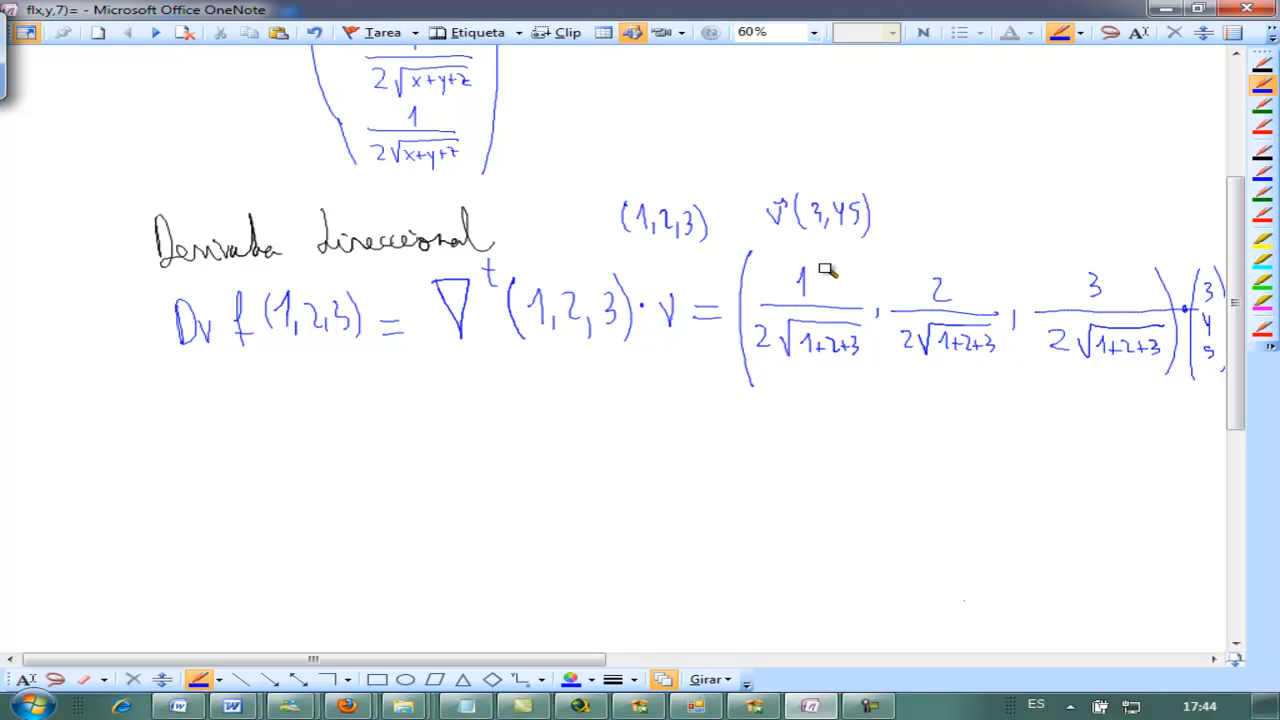 f(x,y,7)= - Microsoft Office OneNote
Tarea Etiqueta Clip 60% N A A
1
2√x+y+z
1
2√x+y+z
Derivada direccional (1,2,3) v⃗(3,4,5)
Dv f(1,2,3) = ∇ᵗ(1,2,3)·v = (1/2√1+2+3, 2/2√1+2+3, 3/2√1+2+3)·(3 4 5
A Girar
ES 17:44